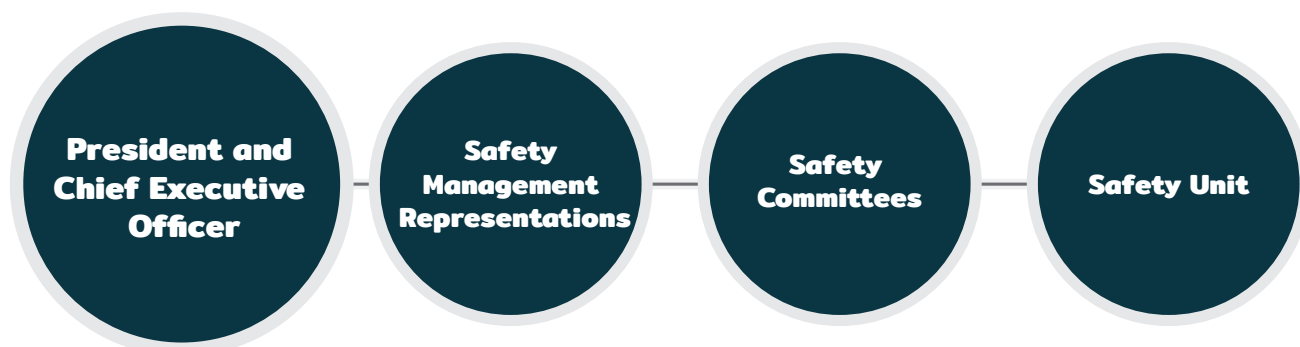 President and
Chief Executive
Officer
Safety
Management
Representations
Safety
Committees
Safety Unit